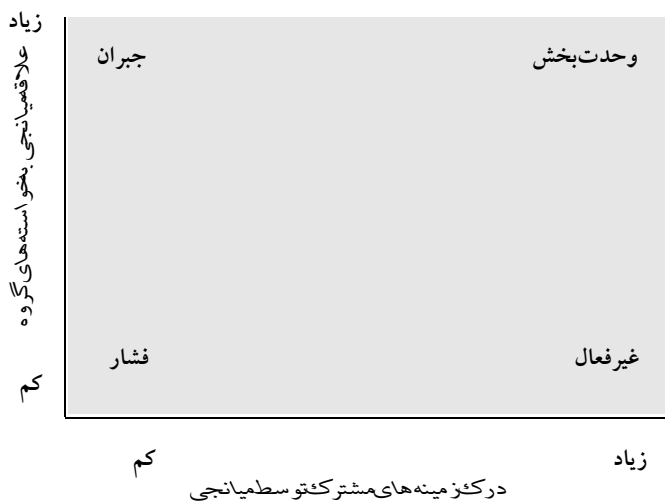 زیاد
علاقه‌میانجی به‌خواسته‌های‌گروه
کم
وحدت‌بخش
جبران
غیرفعال
فشار
زیاد
کم
درک‌زمینه‌های‌مشترک‌توسط‌میانجی